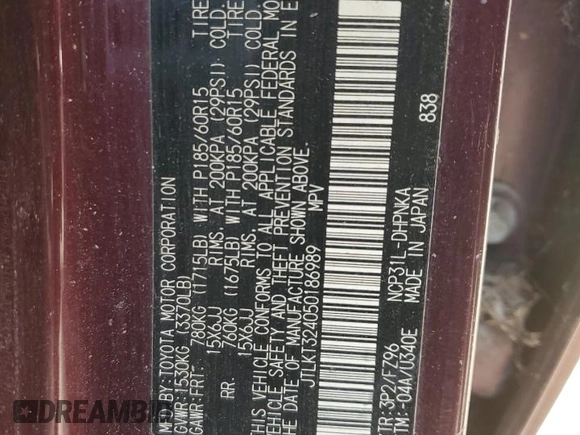 MFD BY: TOYOTA MOTOR CORPORATION
GVWR: 1530KG (3370LB)
GAWR: FRT. 780KG (1715LB) WITH P185/60R15 TIRE
15X6JJ RIMS, AT 200KPA (29PSI) COLD.
RR. 760KG (1675LB) WITH P185/60R15 TIRE
15X6JJ RIMS, AT 200KPA (29PSI) COLD.
THIS VEHICLE CONFORMS TO ALL APPLICABLE FEDERAL MO
VEHICLE SAFETY AND THEFT PREVENTION STANDARDS IN E
THE DATE OF MANUFACTURE SHOWN ABOVE.
JTLKT324050186989 MPV
TR: 3P2/FZ96 NCP31L-DHPNKA
TM: -04A/U340E MADE IN JAPAN 838
DREAMBID